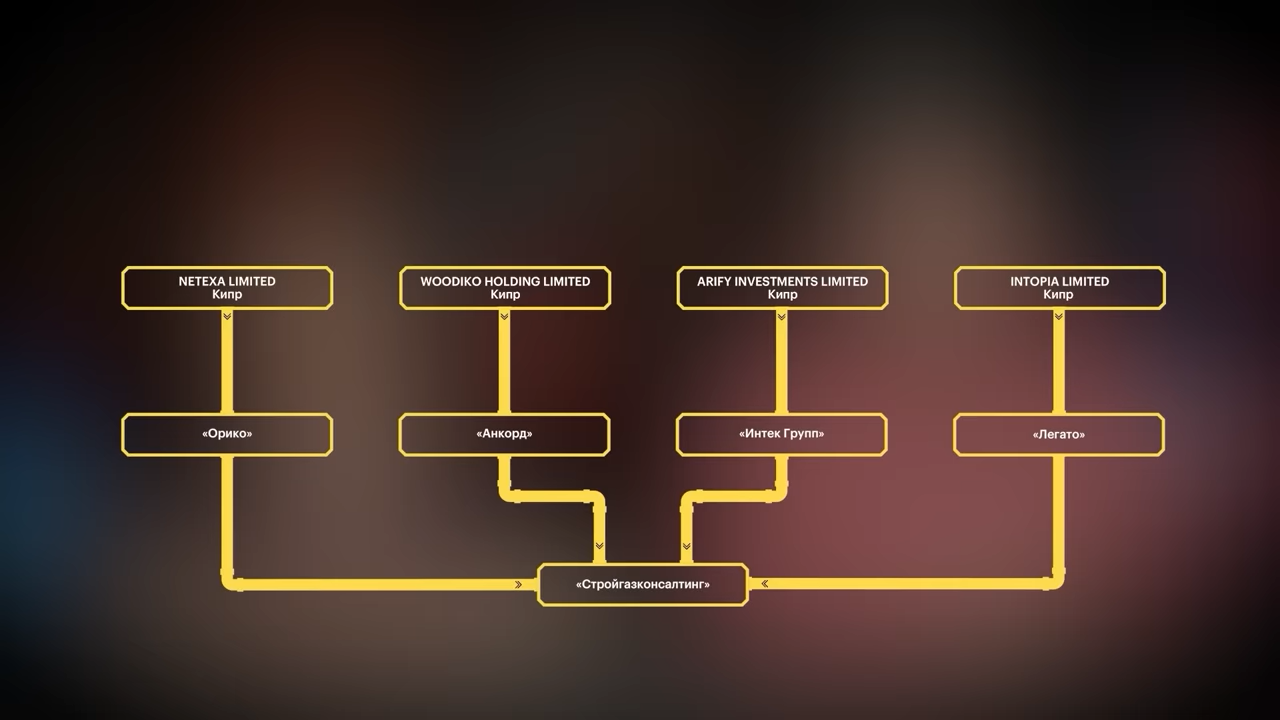 NETEXA LIMITED
Кипр
WOODIKO HOLDING LIMITED
Кипр
ARIFY INVESTMENTS LIMITED
Кипр
INTOPIA LIMITED
Кипр
«Орико»
«Анкорд»
«Интек Групп»
«Легато»
«Стройгазконсалтинг»